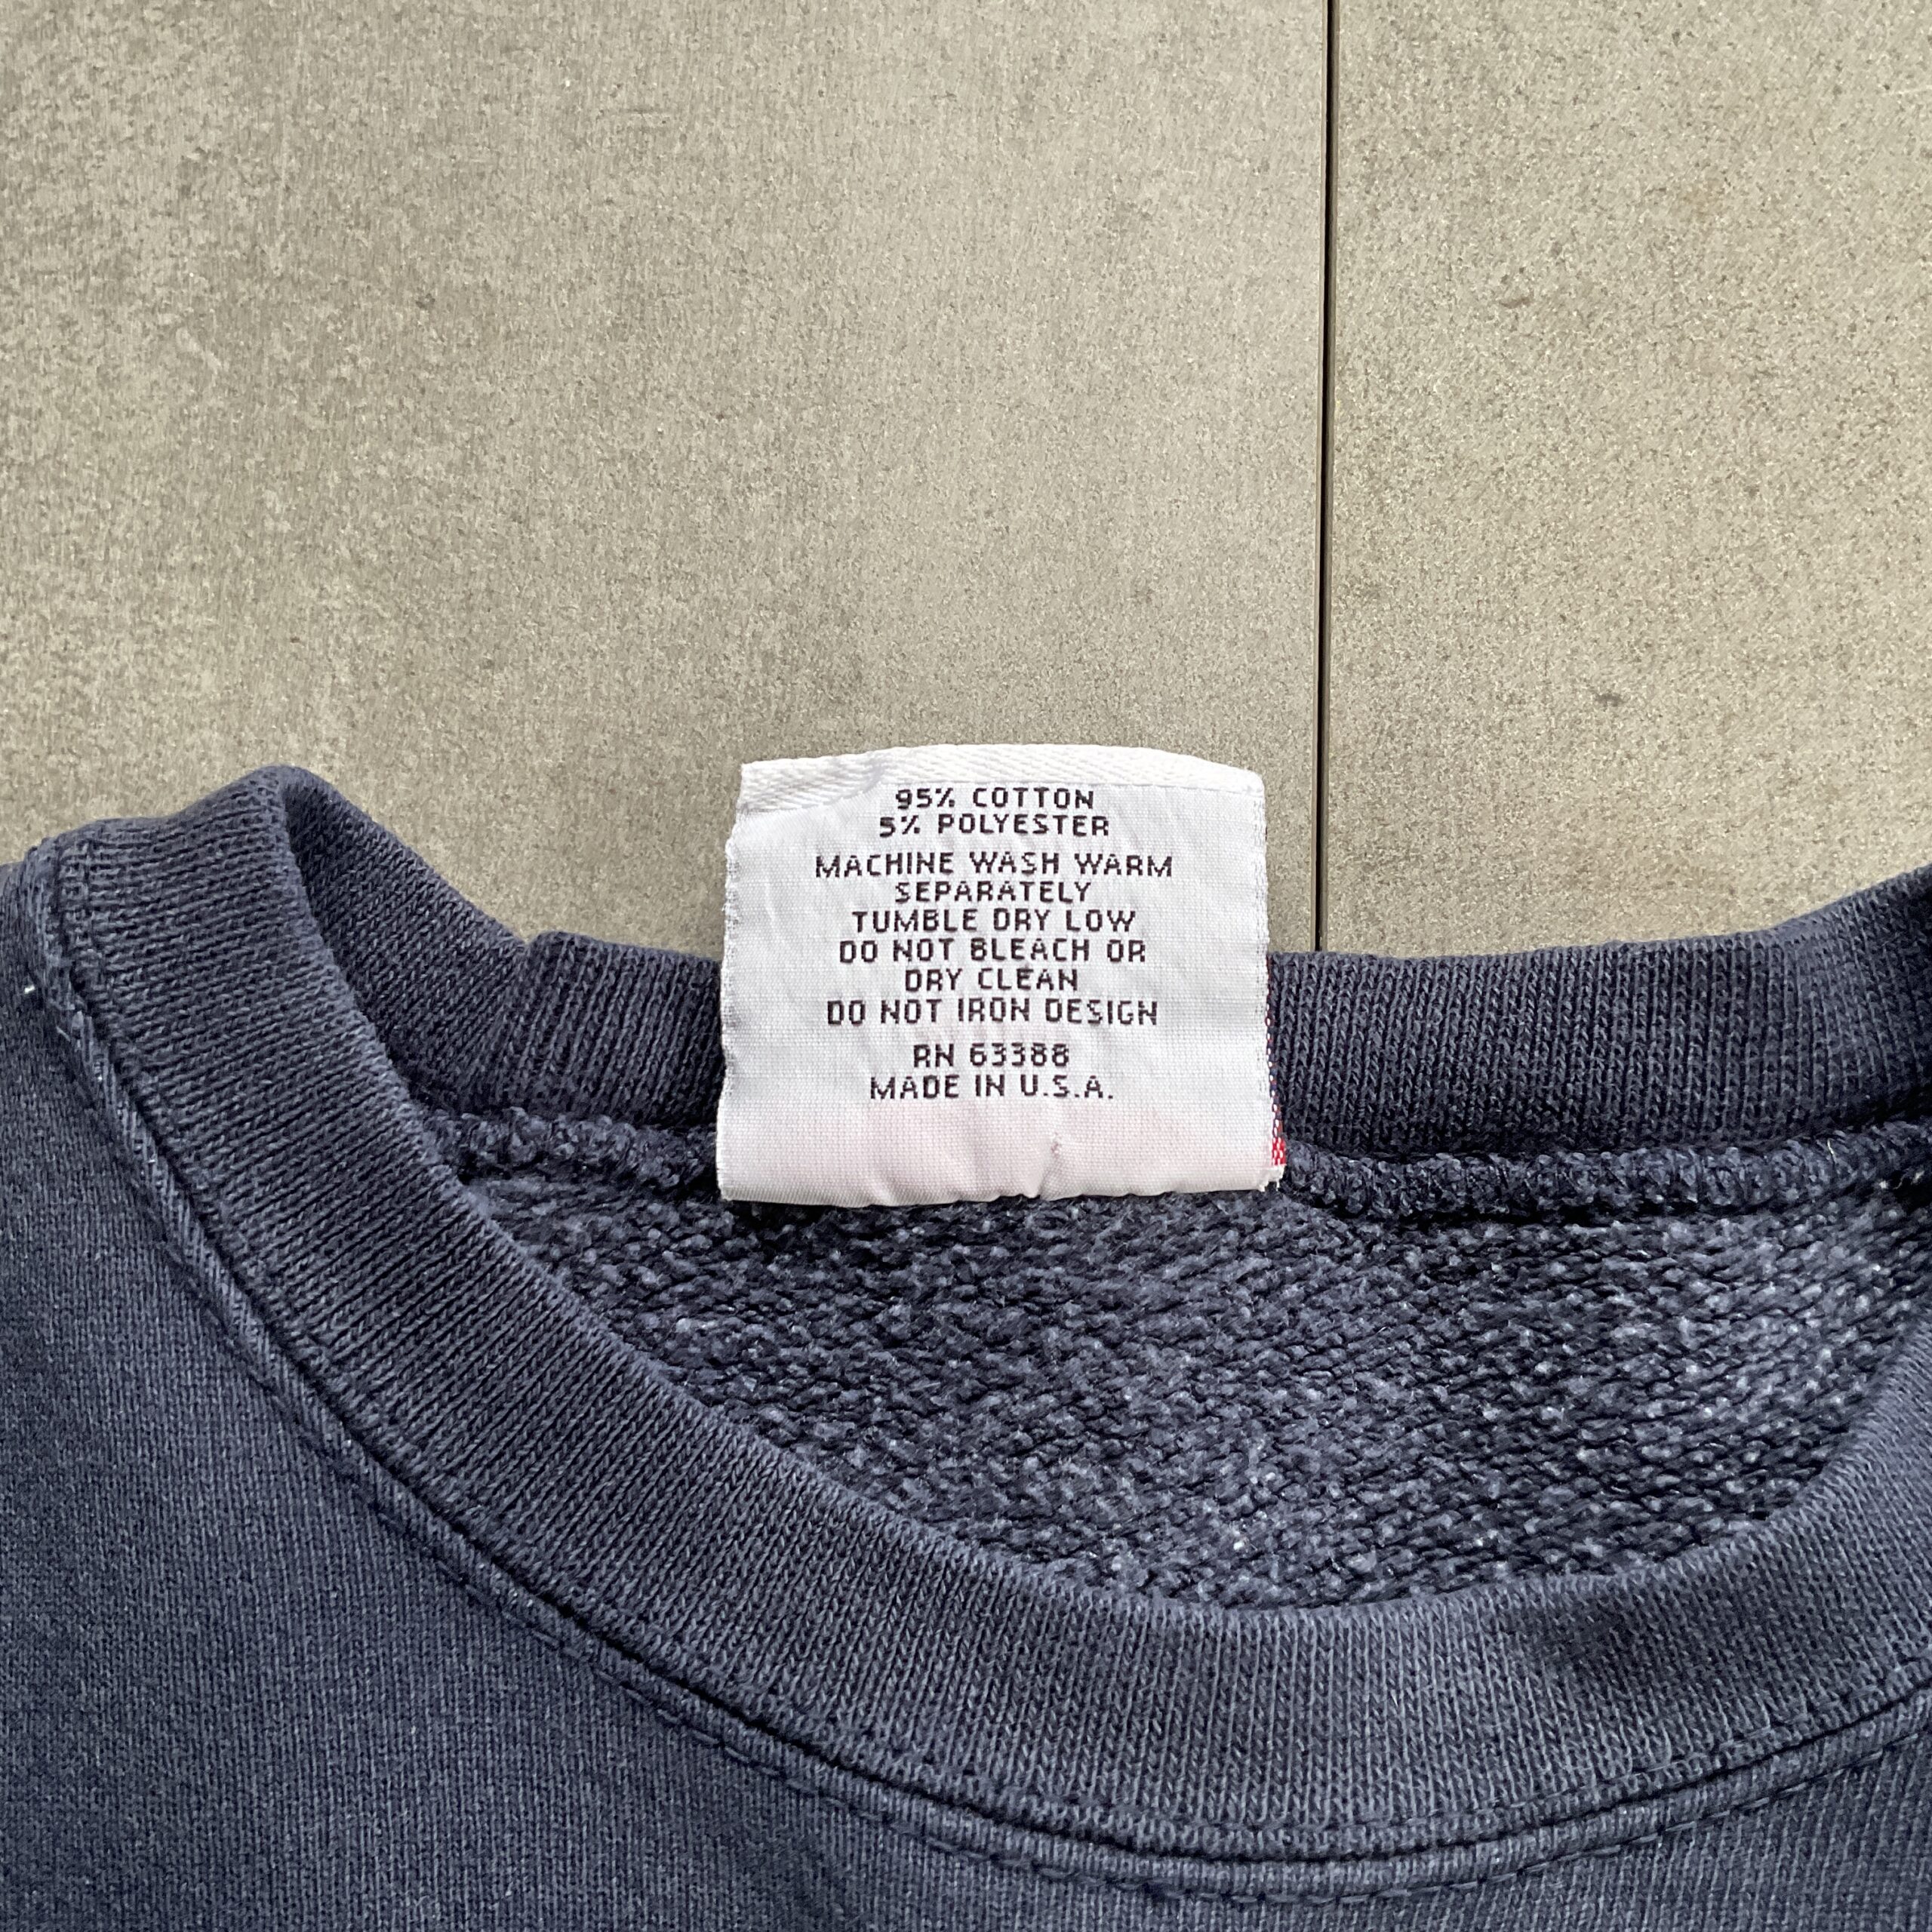 95% COTTON
5% POLYESTER
MACHINE WASH WARM
SEPARATELY
TUMBLE DRY LOW
DO NOT BLEACH OR
DRY CLEAN
DO NOT IRON DESIGN
RN 63388
MADE IN U.S.A.